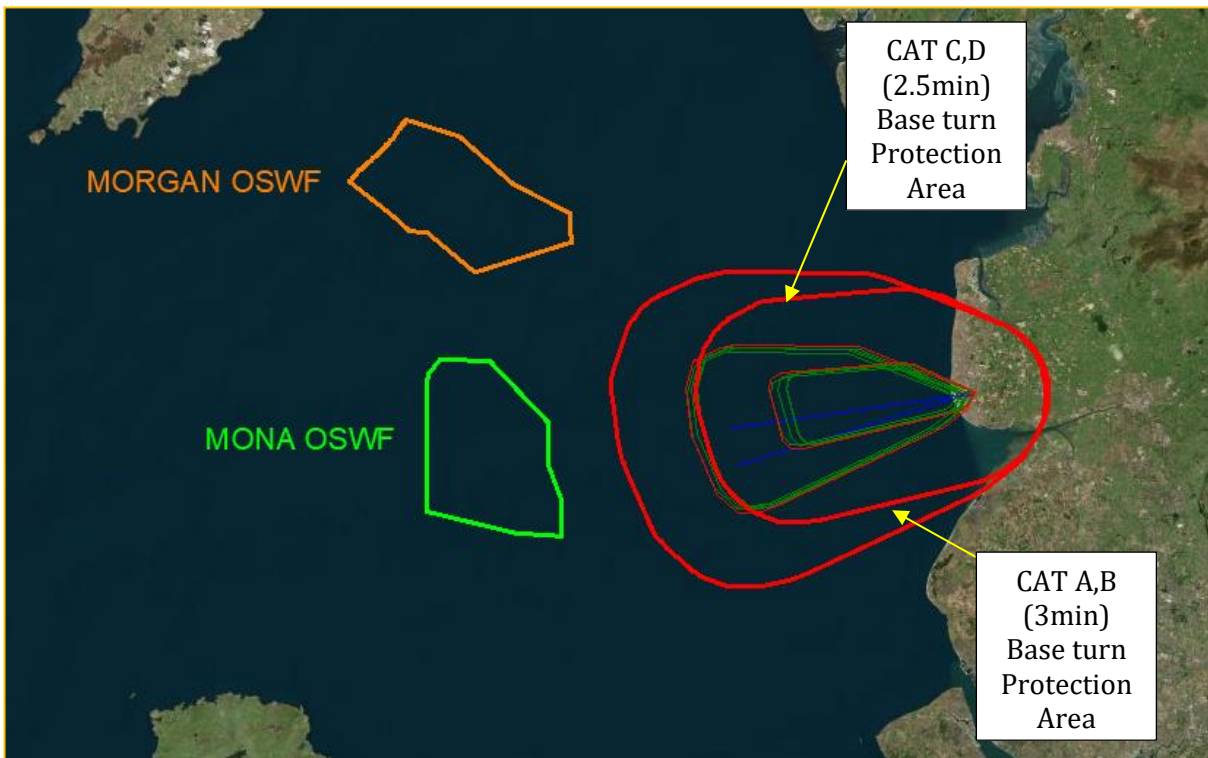 CAT C,D
(2.5min)
Base turn
Protection
Area
MORGAN OSWF
MONA OSWF
CAT A,B
(3min)
Base turn
Protection
Area